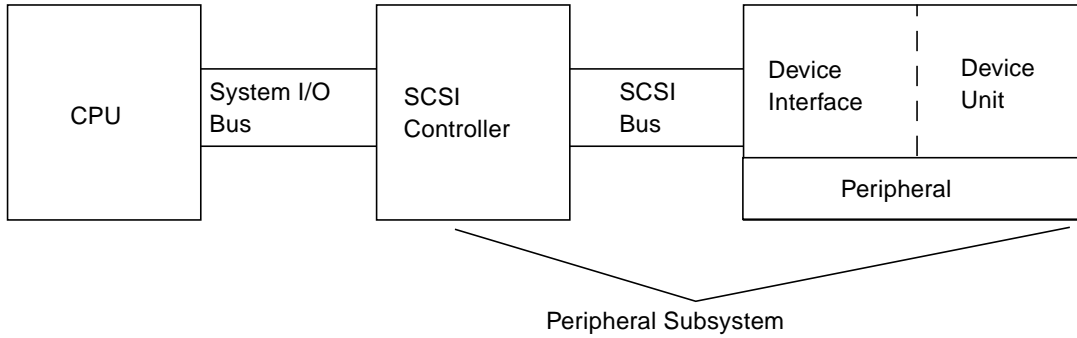 CPU
System I/O
Bus
SCSI
Controller
SCSI
Bus
Device
Interface
Device
Unit
Peripheral
Peripheral Subsystem